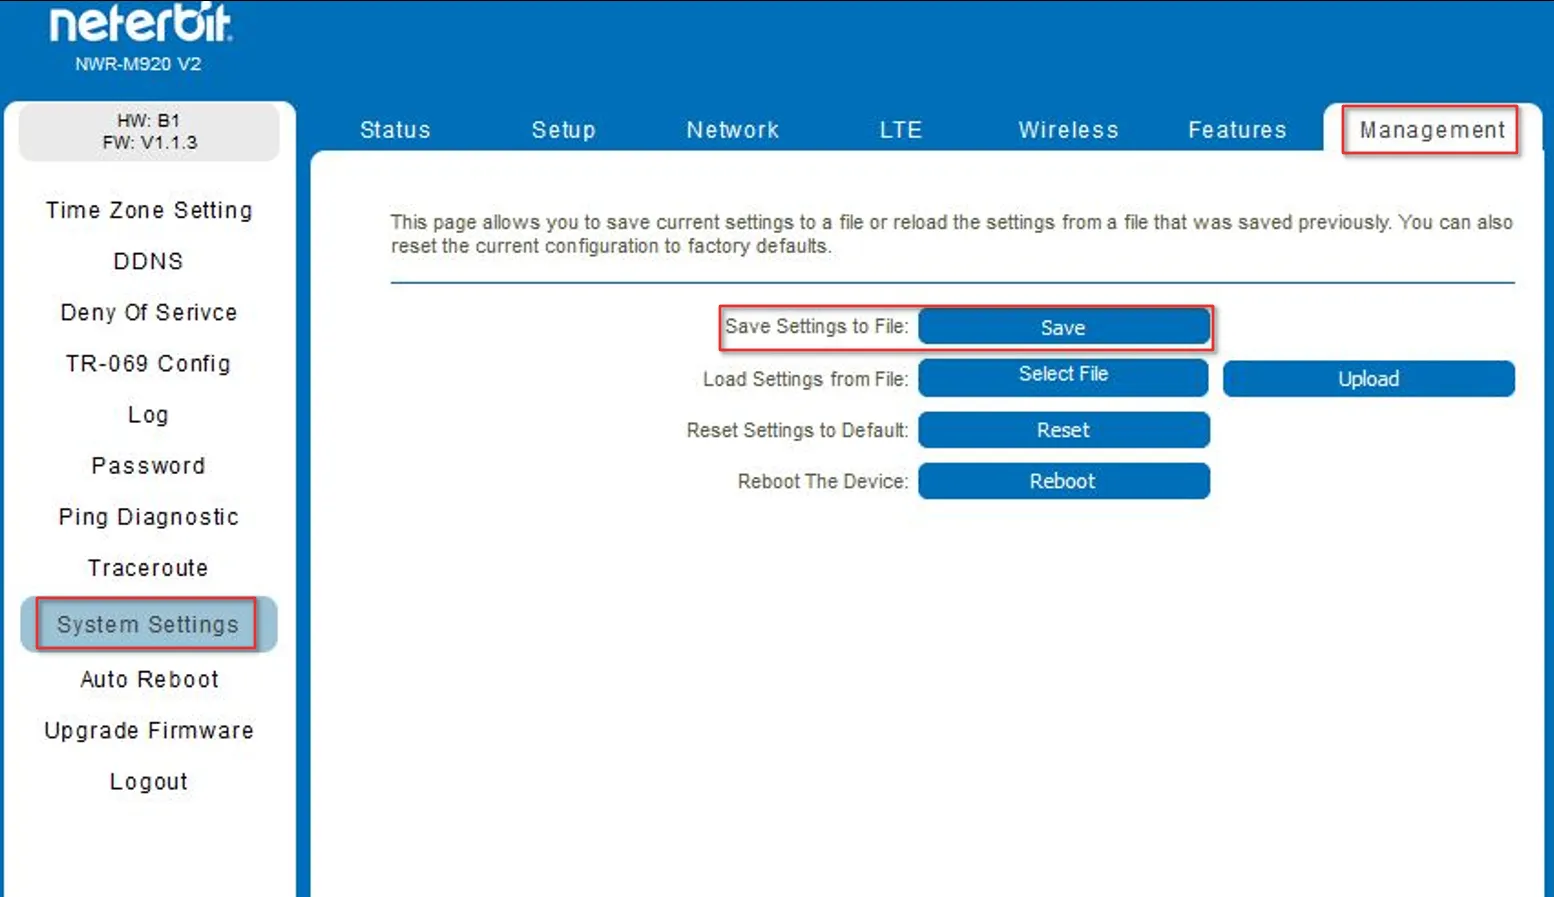 neterbit.
NWR-M920 V2
HW: B1
FW: V1.1.3
Status Setup Network LTE Wireless Features Management
Time Zone Setting
DDNS
Deny Of Serivce
TR-069 Config
Log
Password
Ping Diagnostic
Traceroute
System Settings
Auto Reboot
Upgrade Firmware
Logout
This page allows you to save current settings to a file or reload the settings from a file that was saved previously. You can also
reset the current configuration to factory defaults.
Save Settings to File: Save
Load Settings from File: Select File Upload
Reset Settings to Default: Reset
Reboot The Device: Reboot